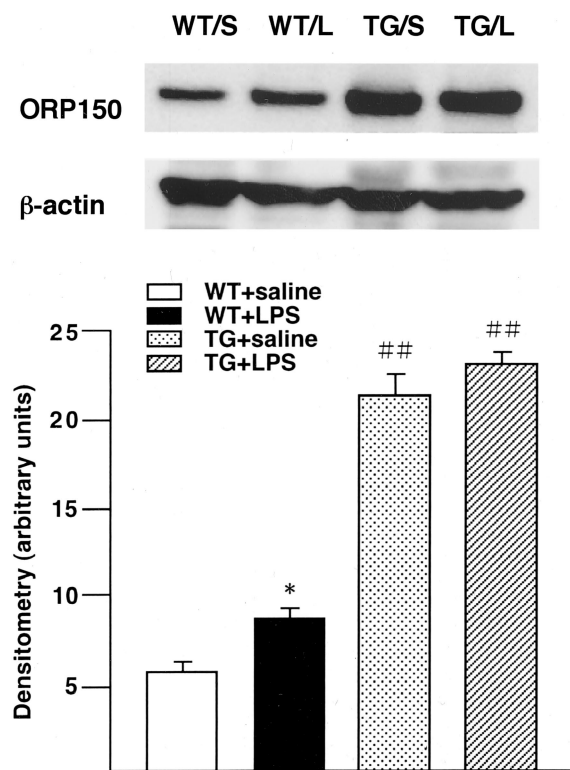 WT/S WT/L TG/S TG/L
ORP150
β-actin
WT+saline
WT+LPS
TG+saline
TG+LPS
Densitometry (arbitrary units)
25
20
15
10
5
*
##
##